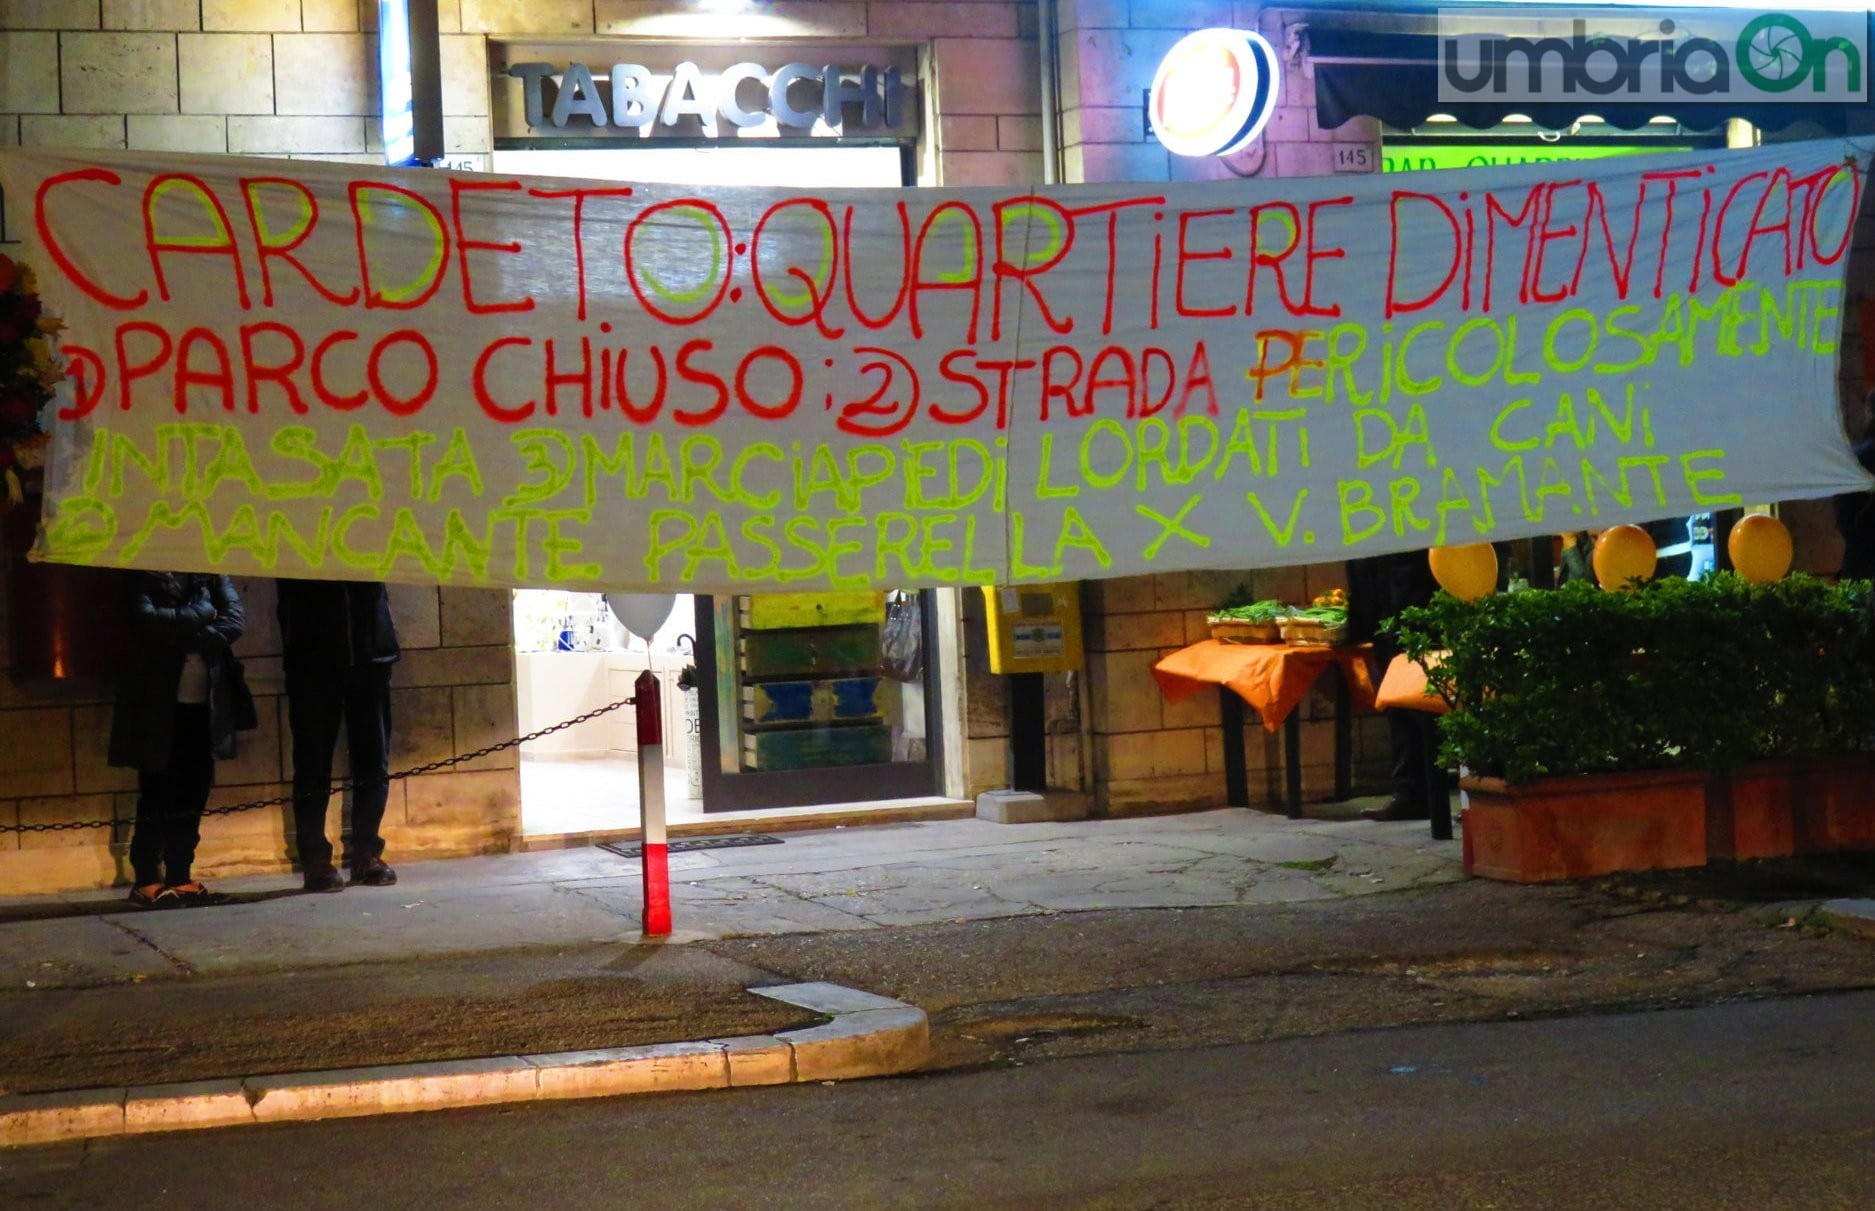 umbriaOn
TABACCHI
145
145
CARDETO: QUARTIERE DIMENTICATO
1) PARCO CHIUSO; 2) STRADA PERICOLOSAMENTE
INTASATA 3) MARCIAPIEDI LORDATI DA CANI
MANCANTE PASSERELLA X V. BRAMANTE